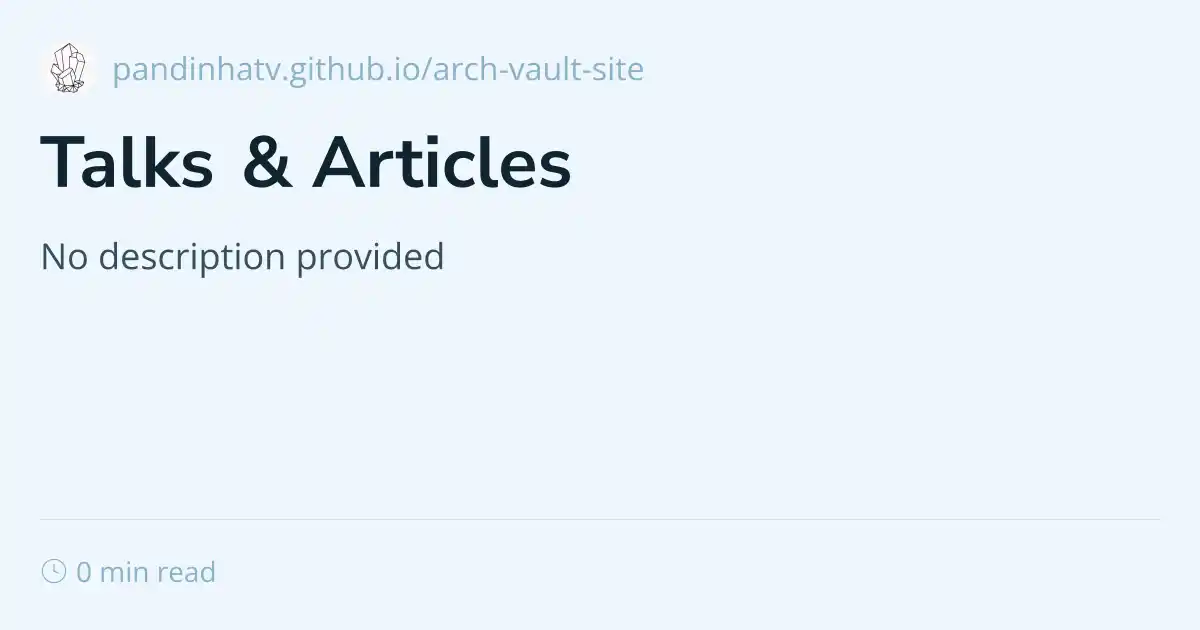 pandinhatv.github.io/arch-vault-site
Talks & Articles
No description provided
0 min read